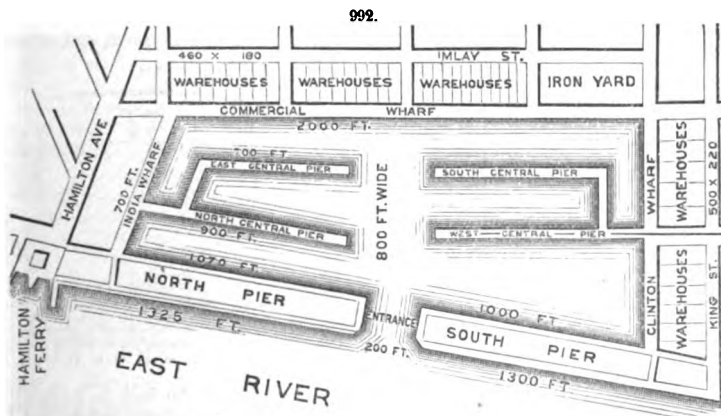 992.
460 X 180
IMLAY ST.
WAREHOUSES
WAREHOUSES
WAREHOUSES
IRON YARD
COMMERCIAL WHARF
2000 FT.
HAMILTON AVE
700 FT.
INDIA WHARF
700 FT.
EAST CENTRAL PIER
SOUTH CENTRAL PIER
800 FT. WIDE
WHARF
WAREHOUSES
500 X 220
NORTH CENTRAL PIER
900 FT.
WEST CENTRAL PIER
1070 FT.
NORTH PIER
1325 FT.
ENTRANCE
200 FT.
1000 FT.
SOUTH PIER
1300 FT
CLINTON
WAREHOUSES
KING ST.
HAMILTON
FERRY
EAST RIVER